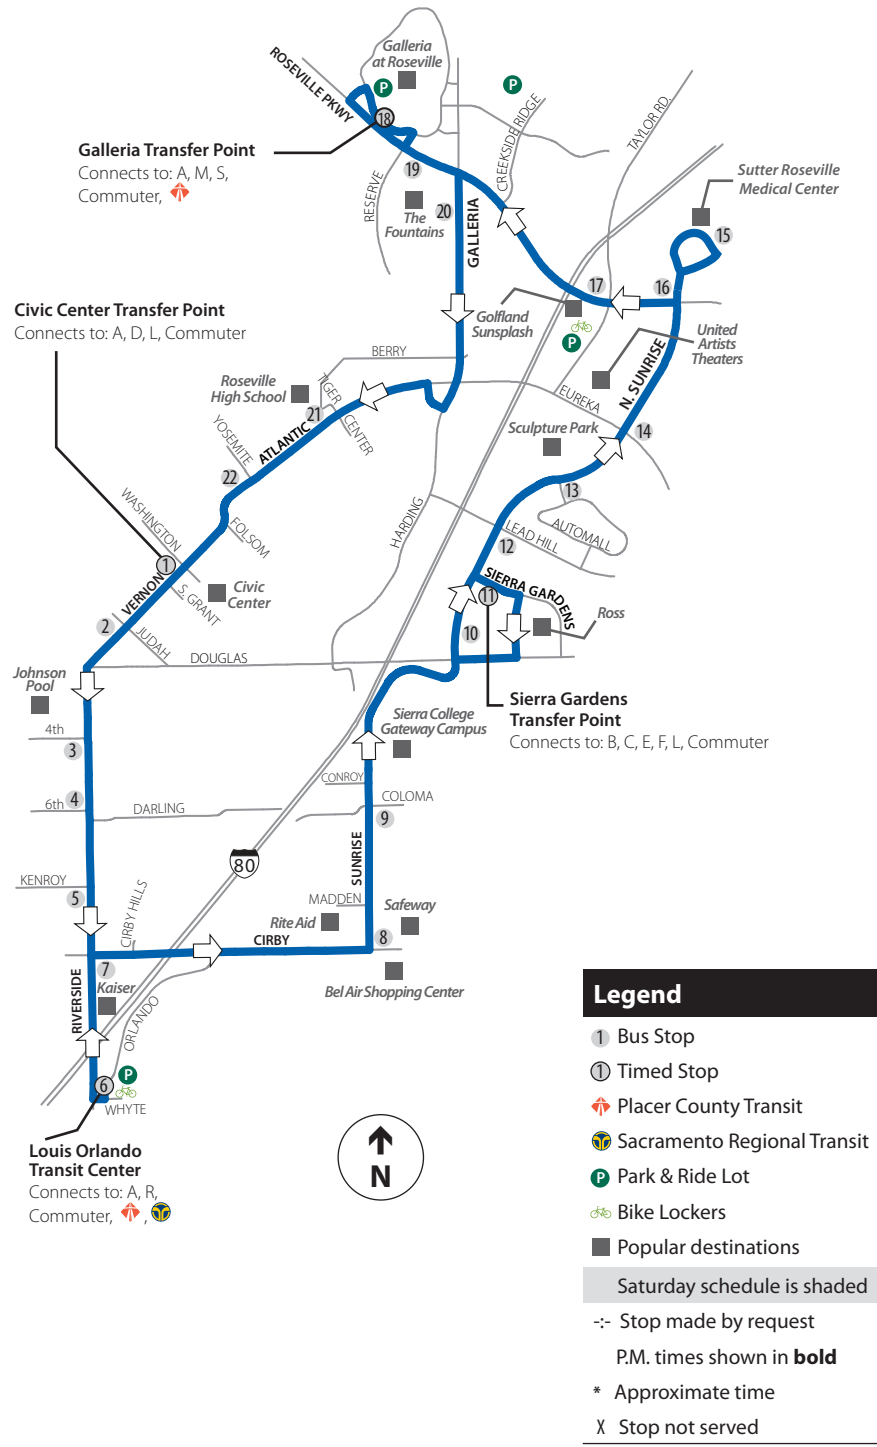 Galleria
at Roseville
P
P
ROSEVILLE PKWY
18
Galleria Transfer Point
Connects to: A, M, S,
Commuter,
CREEKSIDE RIDGE
TAYLOR RD.
Sutter Roseville
Medical Center
19
RESERVE
The
Fountains
20
GALLERIA
15
17
16
Civic Center Transfer Point
Connects to: A, D, L, Commuter
Golfland
Sunsplash
P
United
Artists
Theaters
BERRY
Roseville
High School
TIGER
CENTER
21
EUREKA
N. SUNRISE
YOSEMITE
ATLANTIC
Sculpture Park
14
22
13
WASHINGTON
FOLSOM
HARDING
AUTOMALL
LEAD HILL
12
1
VERNON
S. GRANT
Civic
Center
SIERRA GARDENS
11
Ross
2
JUDAH
10
DOUGLAS
Johnson
Pool
Sierra Gardens
Transfer Point
Connects to: B, C, E, F, L, Commuter
Sierra College
Gateway Campus
4th
3
CONROY
COLOMA
4
6th
DARLING
9
SUNRISE
80
KENROY
5
CIRBY HILLS
MADDEN
Safeway
Rite Aid
CIRBY
8
7
Kaiser
Bel Air Shopping Center
RIVERSIDE
ORLANDO
P
6
WHYTE
Louis Orlando
Transit Center
Connects to: A, R,
Commuter, ,
N
Legend
1 Bus Stop
1 Timed Stop
Placer County Transit
Sacramento Regional Transit
P Park & Ride Lot
Bike Lockers
Popular destinations
Saturday schedule is shaded
-:- Stop made by request
P.M. times shown in bold
* Approximate time
X Stop not served